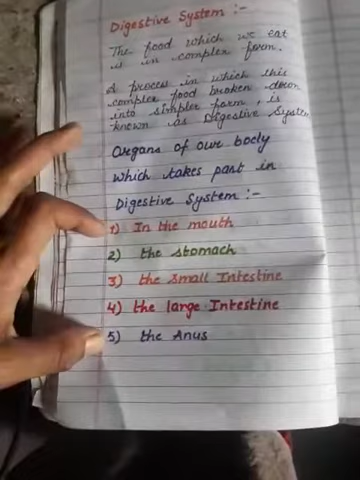 Digestive System :-
The food which we eat
is in complex form.
A process in which this
complex food broken down
into simpler form, is
known as Digestive System
Organs of our body
which takes part in
Digestive System :-
1) In the mouth
2) the stomach
3) the small Intestine
4) the large Intestine
5) the Anus